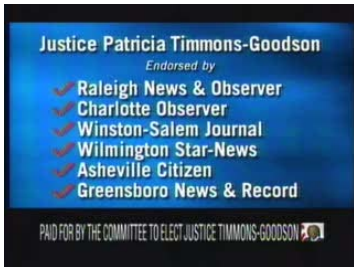 Justice Patricia Timmons-Goodson
Endorsed by
Raleigh News & Observer
Charlotte Observer
Winston-Salem Journal
Wilmington Star-News
Asheville Citizen
Greensboro News & Record
PAID FOR BY THE COMMITTEE TO ELECT JUSTICE TIMMONS-GOODSON